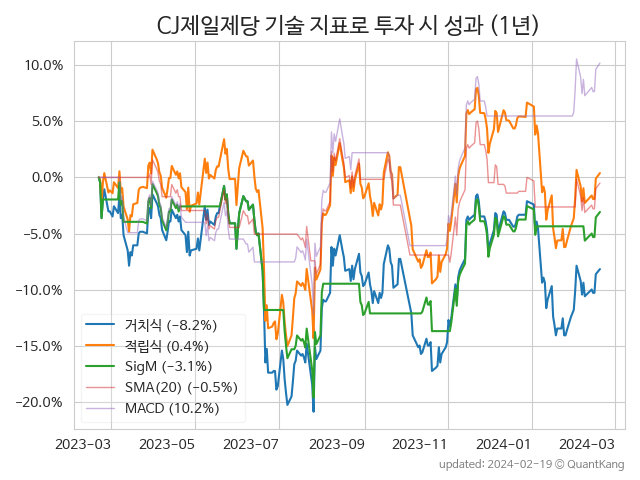 CJ제일제당 기술 지표로 투자 시 성과 (1년)
10.0%
5.0%
0.0%
−5.0%
−10.0%
−15.0%
−20.0%
거치식 (−8.2%)
적립식 (0.4%)
SigM (−3.1%)
SMA(20) (−0.5%)
MACD (10.2%)
2023-03 2023-05 2023-07 2023-09 2023-11 2024-01 2024-03
updated: 2024-02-19 © QuantKang